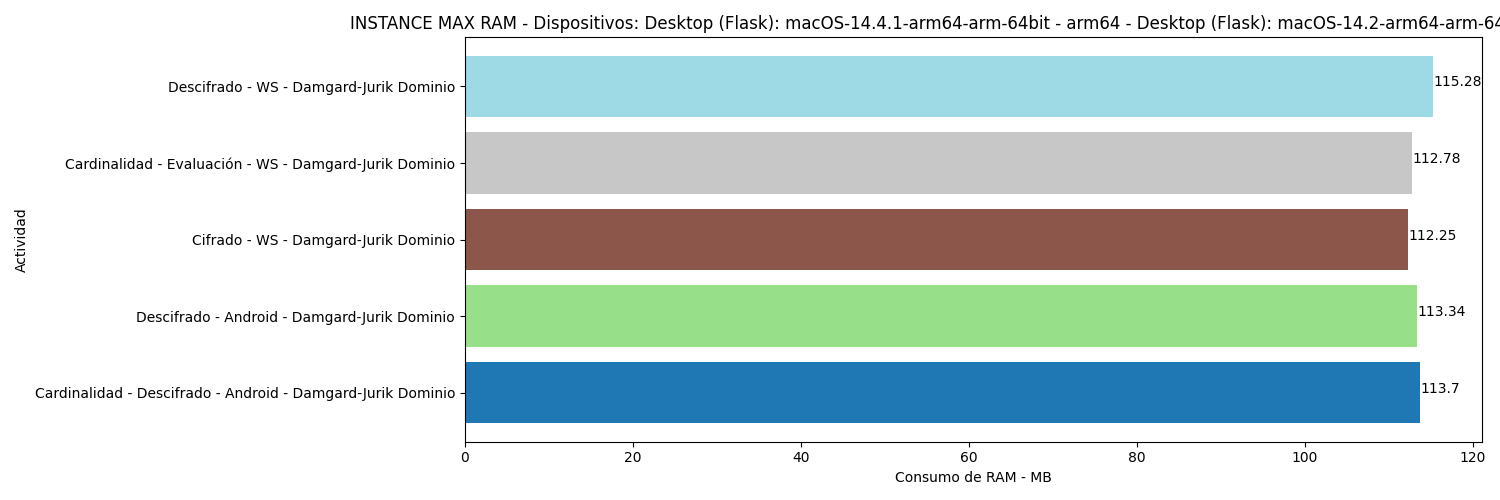 INSTANCE MAX RAM - Dispositivos: Desktop (Flask): macOS-14.4.1-arm64-arm-64bit - arm64 - Desktop (Flask): macOS-14.2-arm64-arm-64
Descifrado - WS - Damgard-Jurik Dominio
115.28
Cardinalidad - Evaluación - WS - Damgard-Jurik Dominio
112.78
Cifrado - WS - Damgard-Jurik Dominio
112.25
Descifrado - Android - Damgard-Jurik Dominio
113.34
Cardinalidad - Descifrado - Android - Damgard-Jurik Dominio
113.7
Actividad
0 20 40 60 80 100 120
Consumo de RAM - MB